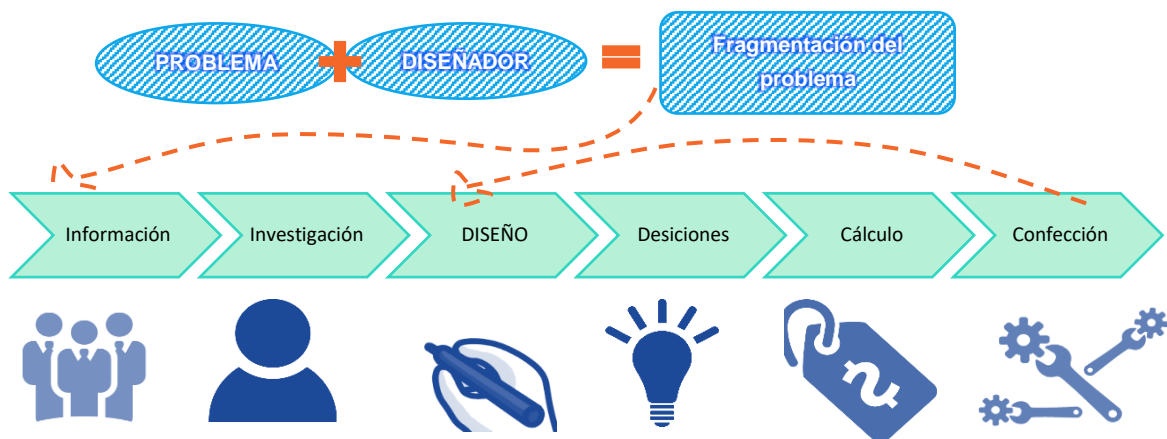 PROBLEMA
DISEÑADOR
Fragmentación del
problema
Información
Investigación
DISEÑO
Desiciones
Cálculo
Confección